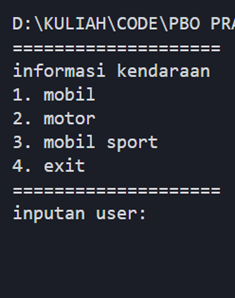 D:\KULIAH\CODE\PBO PRA
====================
informasi kendaraan
1. mobil
2. motor
3. mobil sport
4. exit
====================
inputan user: